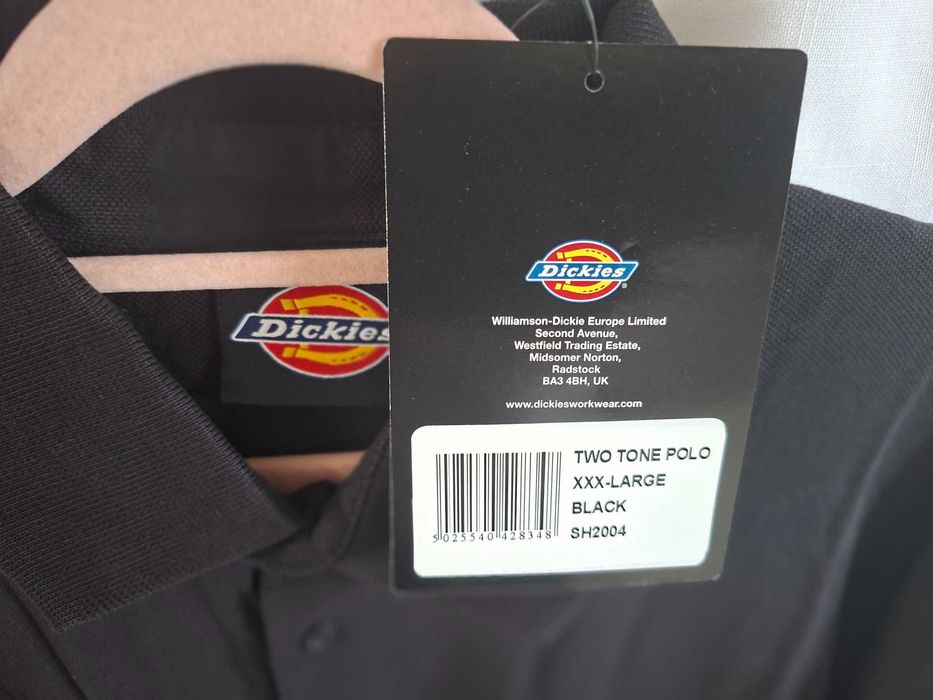 Dickies
Dickies®
Williamson-Dickie Europe Limited
Second Avenue,
Westfield Trading Estate,
Midsomer Norton,
Radstock
BA3 4BH, UK
www.dickiesworkwear.com
TWO TONE POLO
XXX-LARGE
BLACK
SH2004
5 025540 428348